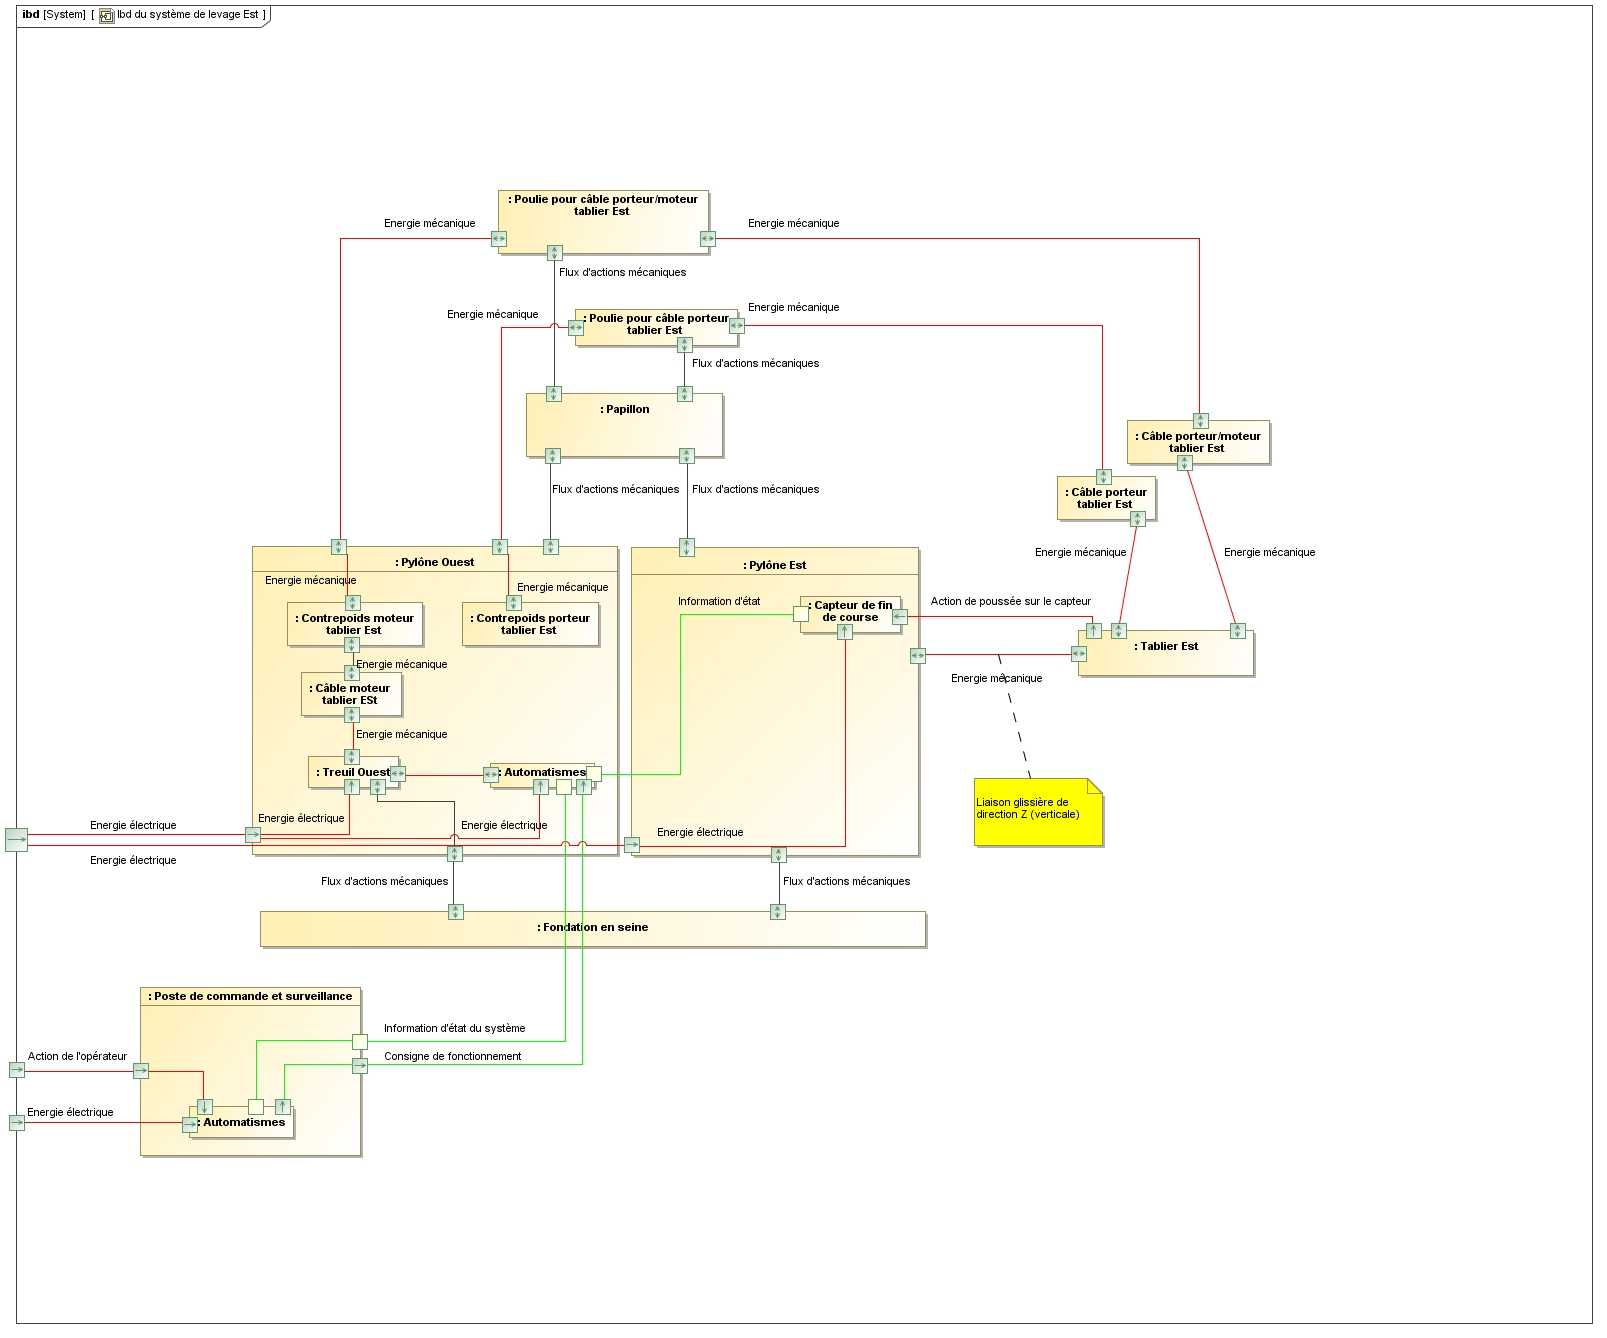 ibd [System] [ Ibd du système de levage Est ]
: Poulie pour câble porteur/moteur
tablier Est
Energie mécanique
Energie mécanique
Flux d'actions mécaniques
Energie mécanique
Energie mécanique
: Poulie pour câble porteur
tablier Est
Flux d'actions mécaniques
: Papillon
: Câble porteur/moteur
tablier Est
: Câble porteur
tablier Est
Flux d'actions mécaniques
Flux d'actions mécaniques
Energie mécanique
Energie mécanique
: Pylône Ouest
: Pylône Est
Energie mécanique
Energie mécanique
: Contrepoids moteur
tablier Est
: Contrepoids porteur
tablier Est
Information d'état
: Capteur de fin
de course
Action de poussée sur le capteur
: Tablier Est
Energie mécanique
Energie mécanique
: Câble moteur
tablier ESt
Energie mécanique
: Treuil Ouest
: Automatismes
Liaison glissière de
direction Z (verticale)
Energie électrique
Energie électrique
Energie électrique
Energie électrique
Energie électrique
Flux d'actions mécaniques
Flux d'actions mécaniques
: Fondation en seine
: Poste de commande et surveillance
Information d'état du système
Consigne de fonctionnement
Action de l'opérateur
Energie électrique
: Automatismes